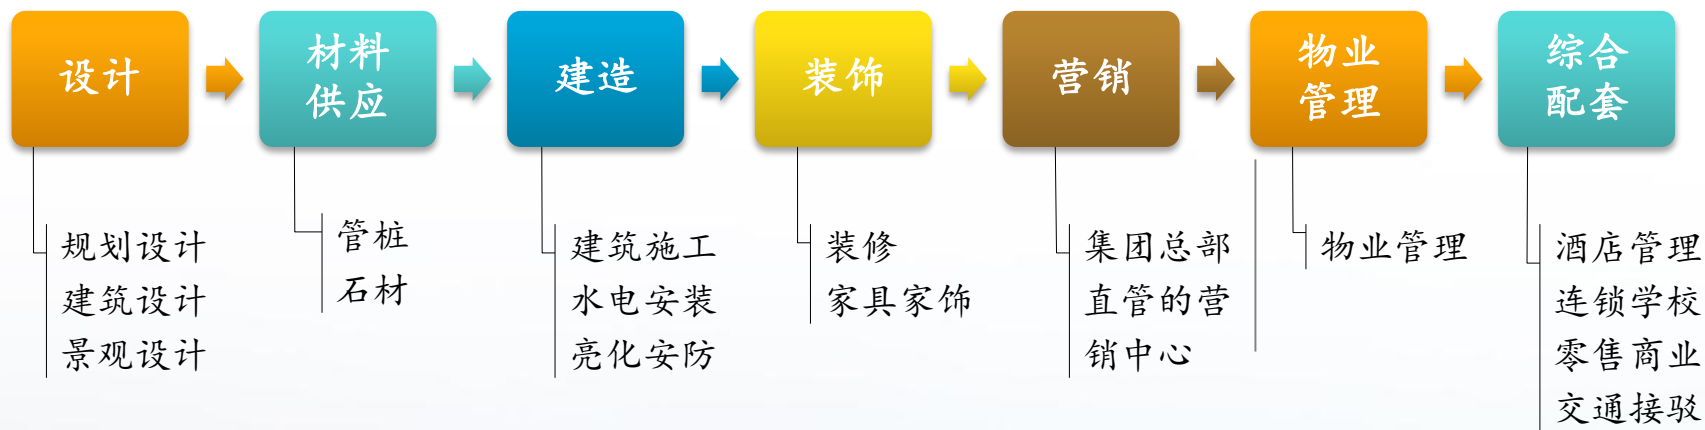 设计
材料
供应
建造
装饰
营销
物业
管理
综合
配套
规划设计
建筑设计
景观设计
管桩
石材
建筑施工
水电安装
亮化安防
装修
家具家饰
集团总部
直管的营
销中心
物业管理
酒店管理
连锁学校
零售商业
交通接驳